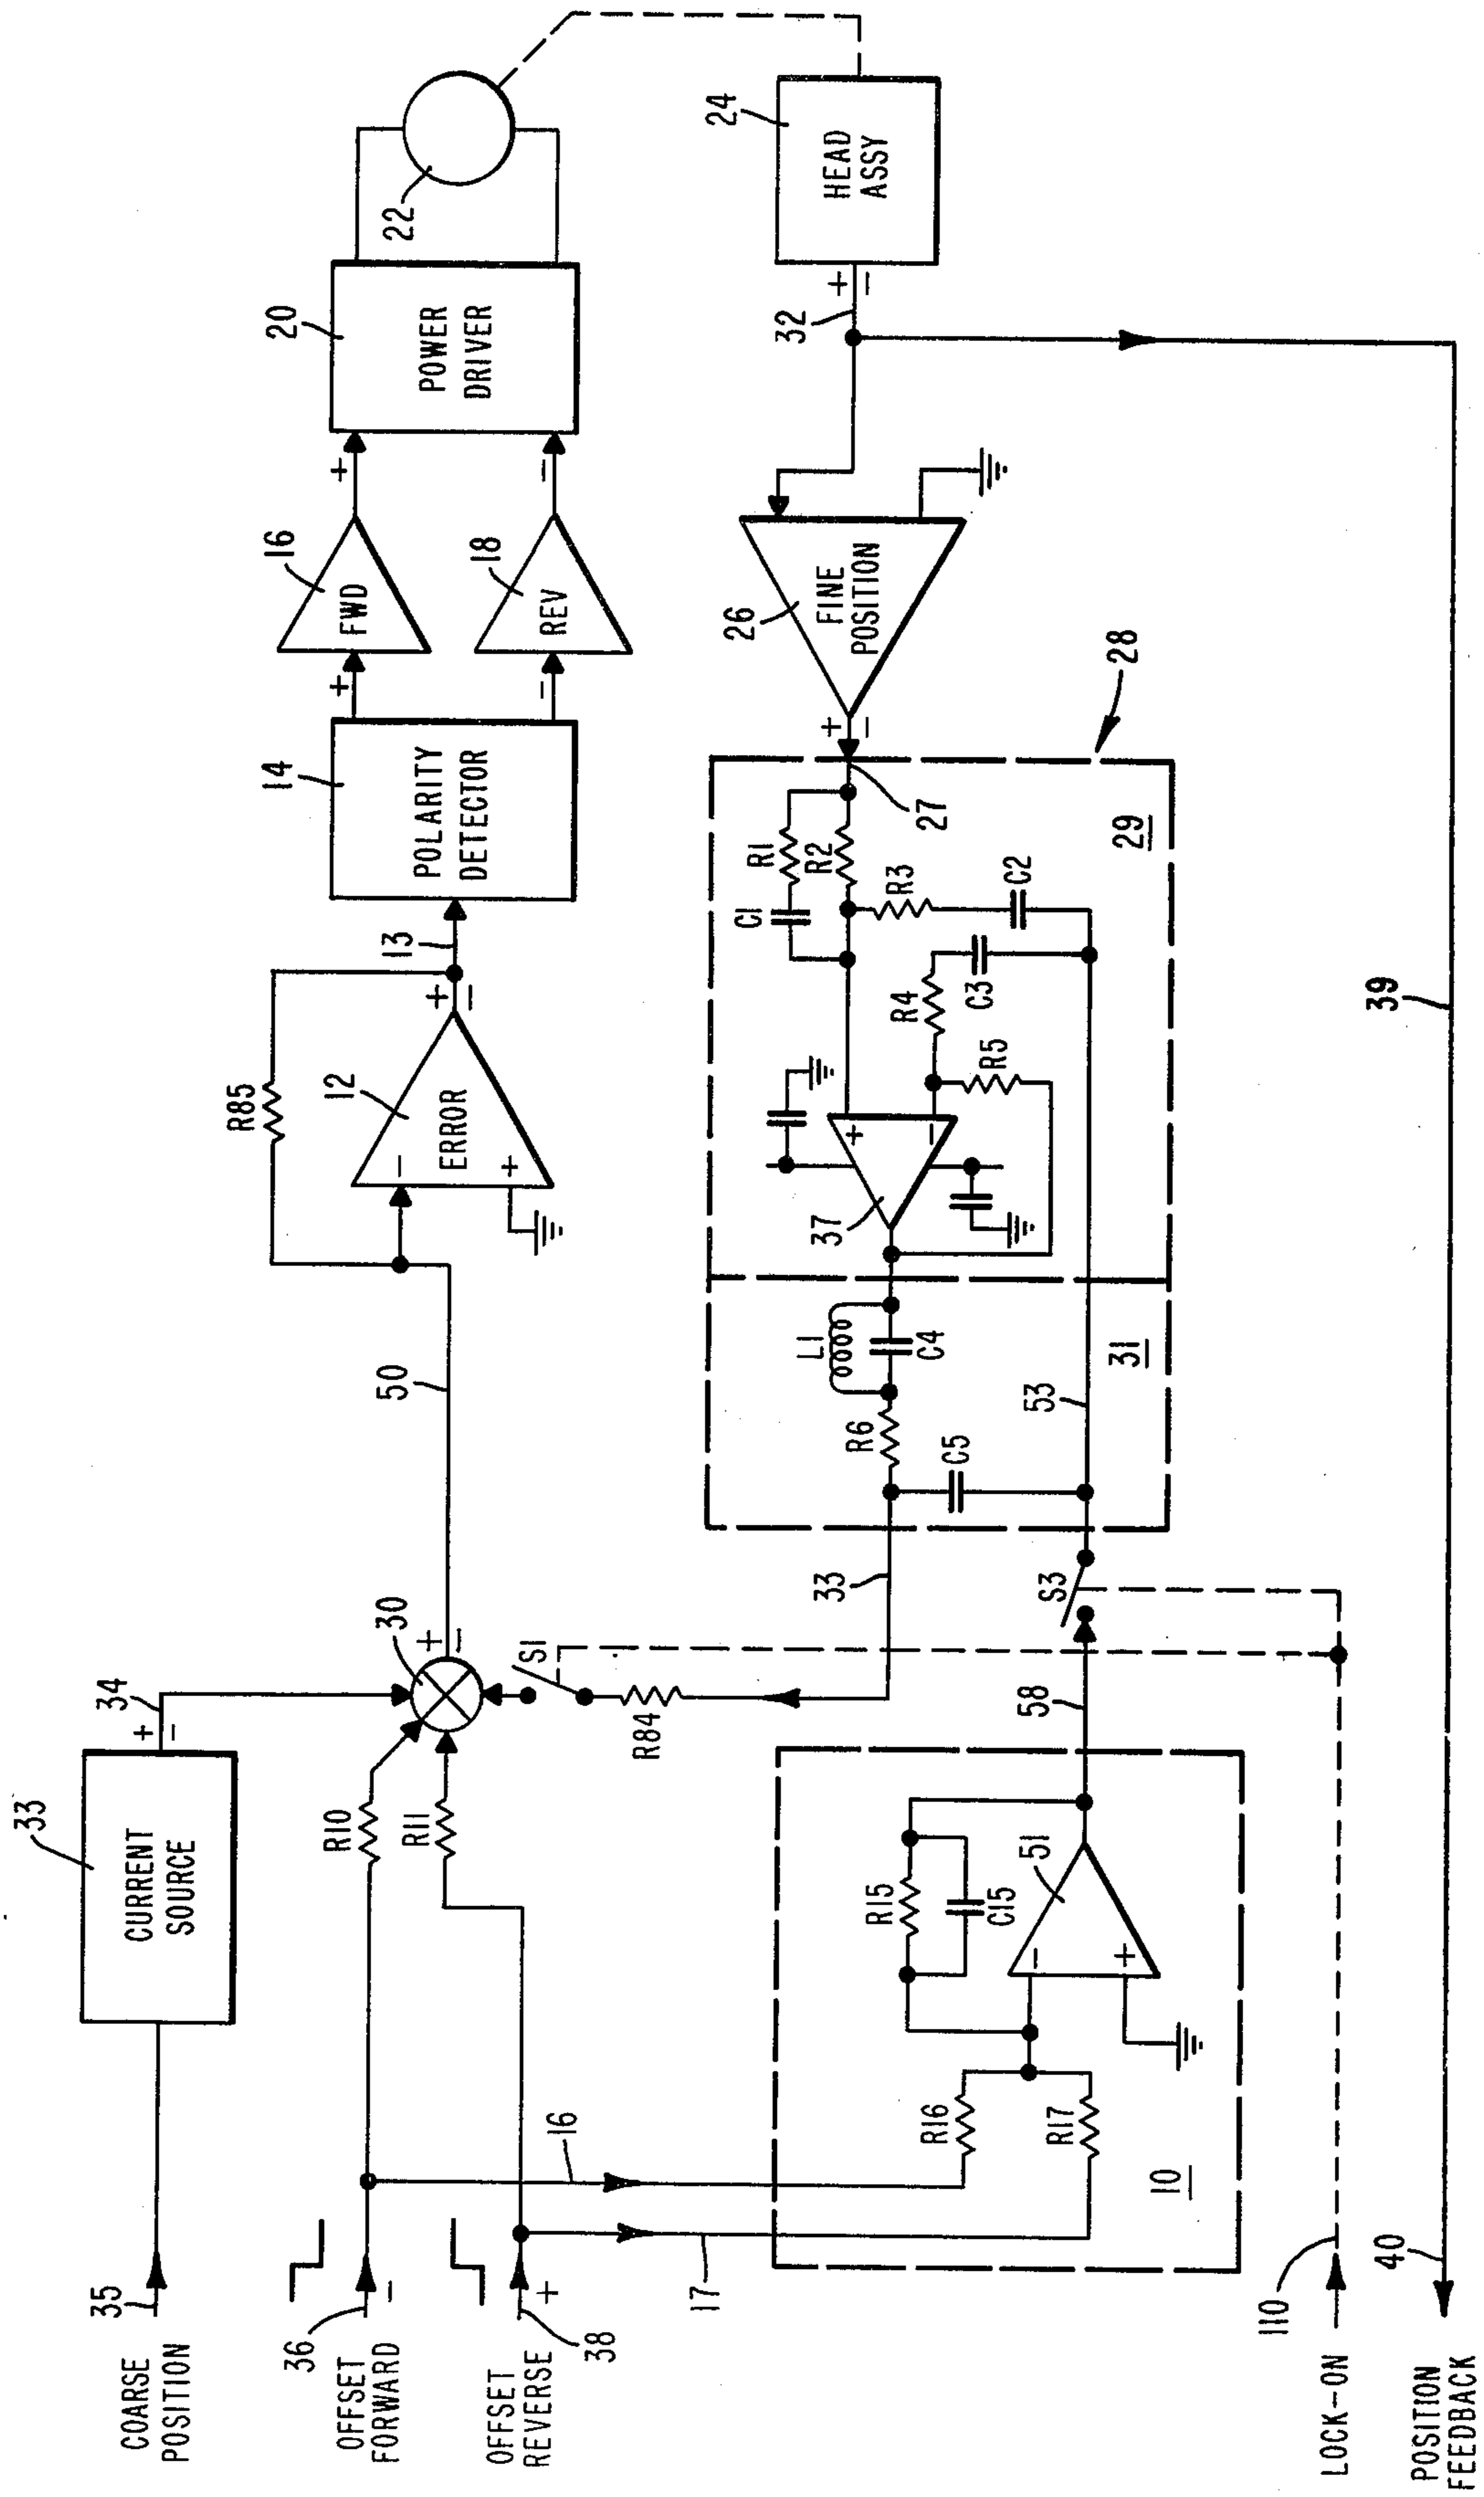 COARSE
POSITION
35
33
CURRENT
SOURCE
+
−
34
OFFSET
FORWARD
36
−
R10
OFFSET
REVERSE
38
+
R11
30
+
−
50
R85
12
−
ERROR
+
+
−
13
14
POLARITY
DETECTOR
+
−
16
FWD
18
REV
+
−
20
POWER
DRIVER
22
24
HEAD
ASSY
+
−
32
26
FINE
POSITION
+
−
27
28
29
R1
C1
R2
R3
C2
R4
C3
R5
+
−
37
31
L1
C4
R6
C5
53
33
S1
R84
S3
58
16
17
10
R16
R17
R15
C15
−
+
51
LOCK-ON
110
39
40
POSITION
FEEDBACK